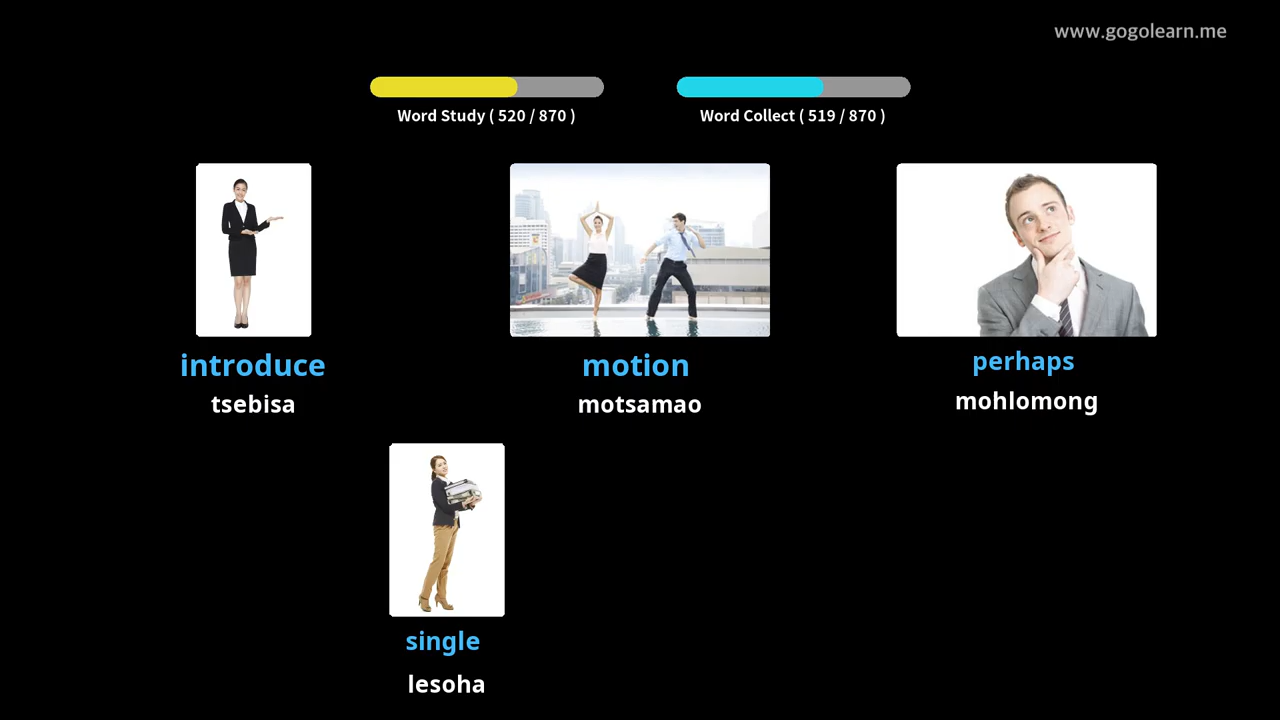 www.gogolearn.me
Word Study ( 520 / 870 )
Word Collect ( 519 / 870 )
introduce
tsebisa
motion
motsamao
perhaps
mohlomong
single
lesoha